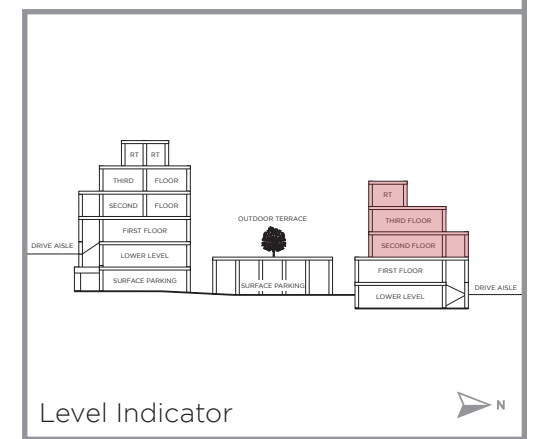 RT RT
THIRD FLOOR
SECOND FLOOR
FIRST FLOOR
DRIVE AISLE
LOWER LEVEL
SURFACE PARKING
OUTDOOR TERRACE
SURFACE PARKING
RT
THIRD FLOOR
SECOND FLOOR
FIRST FLOOR
LOWER LEVEL
DRIVE AISLE
Level Indicator
N